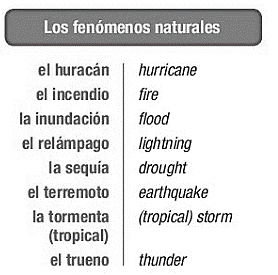 Los fenómenos naturales
el huracán hurricane
el incendio fire
la inundación flood
el relámpago lightning
la sequía drought
el terremoto earthquake
la tormenta (tropical) storm
(tropical)
el trueno thunder